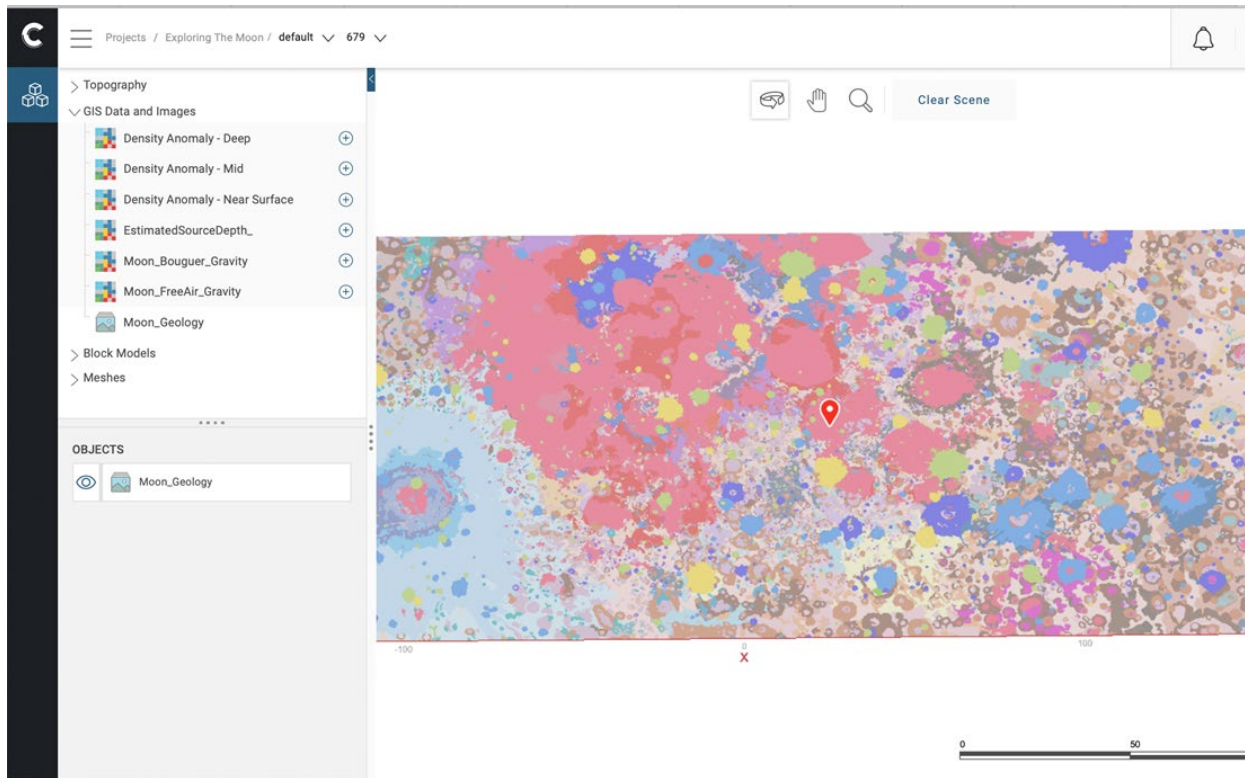 Projects / Exploring The Moon / default 679
Topography
GIS Data and Images
Density Anomaly - Deep
Density Anomaly - Mid
Density Anomaly - Near Surface
EstimatedSourceDepth_
Moon_Bouguer_Gravity
Moon_FreeAir_Gravity
Moon_Geology
Block Models
Meshes
OBJECTS
Moon_Geology
Clear Scene
-100 0 100
X
0 50